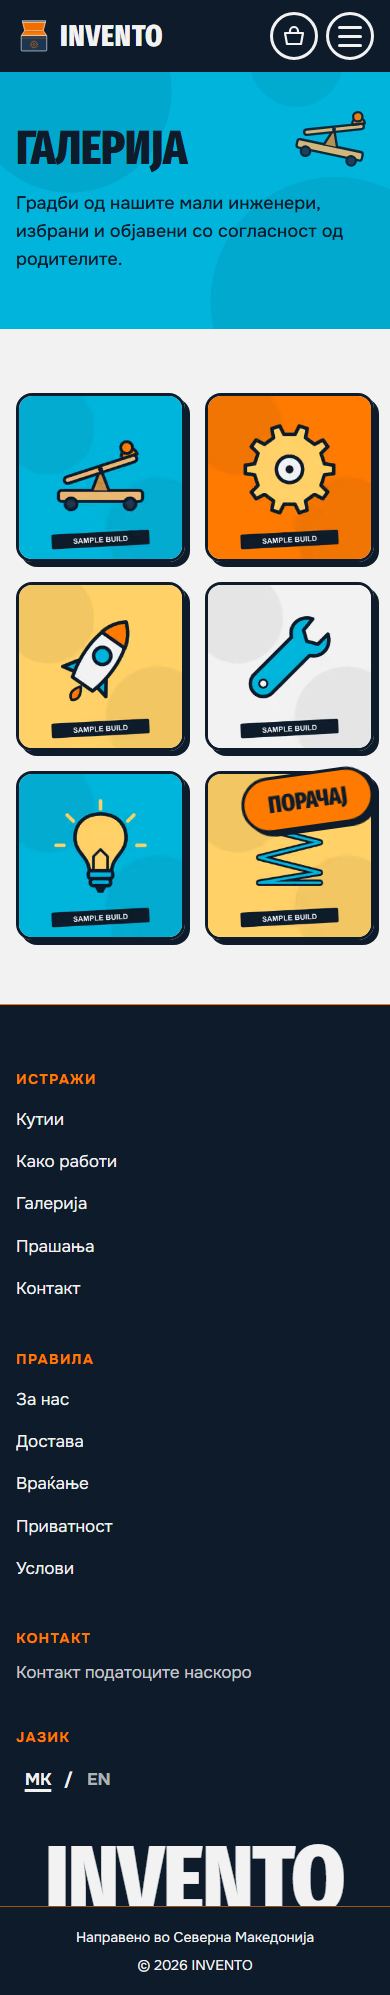 INVENTO
ГАЛЕРИЈА
Градби од нашите мали инженери,
избрани и објавени со согласност од
родителите.
SAMPLE BUILD
SAMPLE BUILD
SAMPLE BUILD
SAMPLE BUILD
ПОРАЧАЈ
SAMPLE BUILD
SAMPLE BUILD
ИСТРАЖИ
Кутии
Како работи
Галерија
Прашања
Контакт
ПРАВИЛА
За нас
Достава
Враќање
Приватност
Услови
КОНТАКТ
Контакт податоците наскоро
ЈАЗИК
МК / EN
INVENTO
Направено во Северна Македонија
© 2026 INVENTO